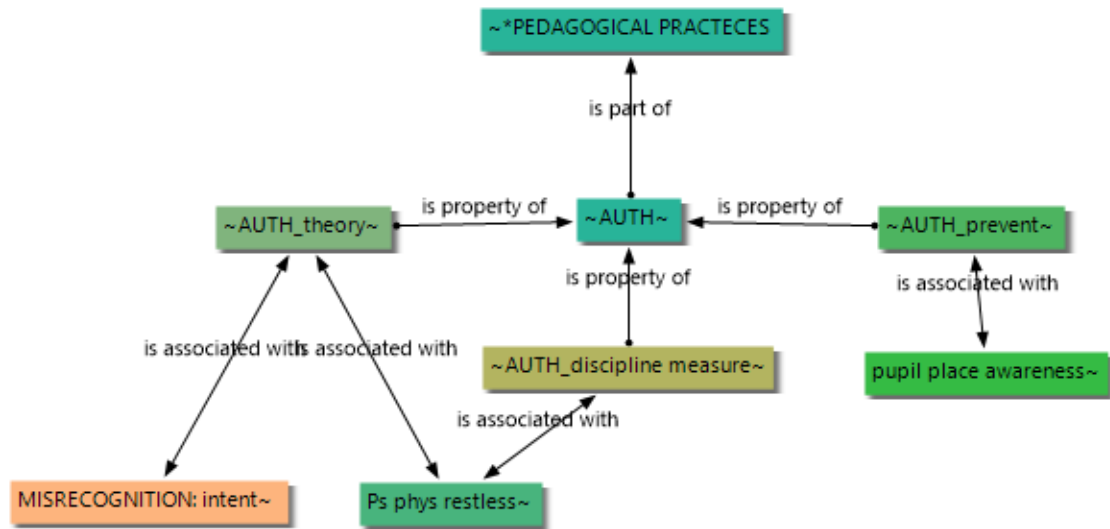 ~*PEDAGOGICAL PRACTECES
is part of
is property of
is property of
~AUTH_theory~
~AUTH~
~AUTH_prevent~
is property of
is associated with
is associated with
is associated with
~AUTH_discipline measure~
pupil place awareness~
is associated with
MISRECOGNITION: intent~
Ps phys restless~